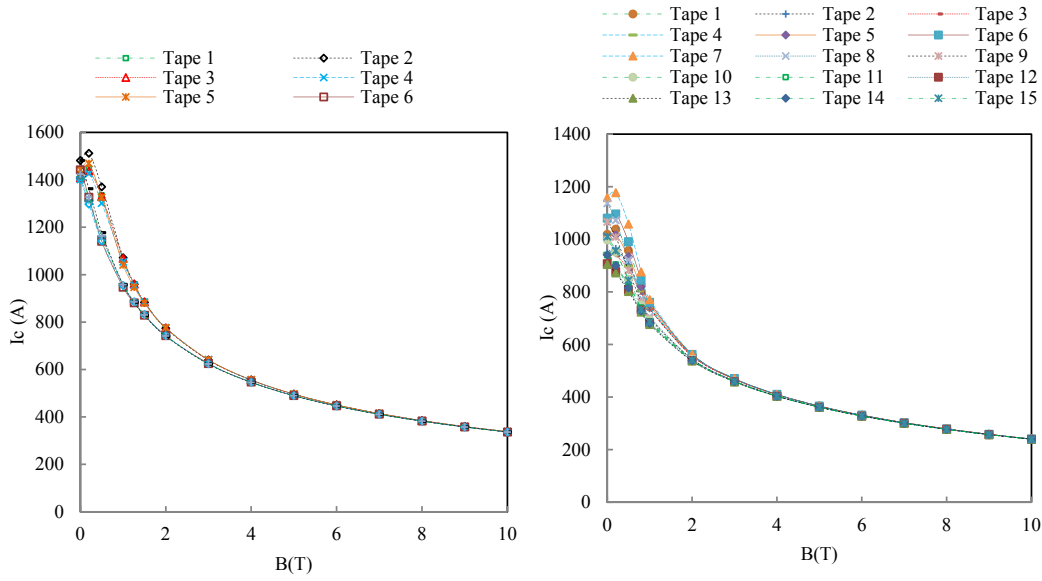 Tape 1 Tape 2
Tape 3 Tape 4
Tape 5 Tape 6
1600
1400
1200
1000
800
600
400
200
0
0 2 4 6 8 10
Ic (A)
B(T)
Tape 1 Tape 2 Tape 3
Tape 4 Tape 5 Tape 6
Tape 7 Tape 8 Tape 9
Tape 10 Tape 11 Tape 12
Tape 13 Tape 14 Tape 15
1400
1200
1000
800
600
400
200
0
0 2 4 6 8 10
Ic (A)
B(T)